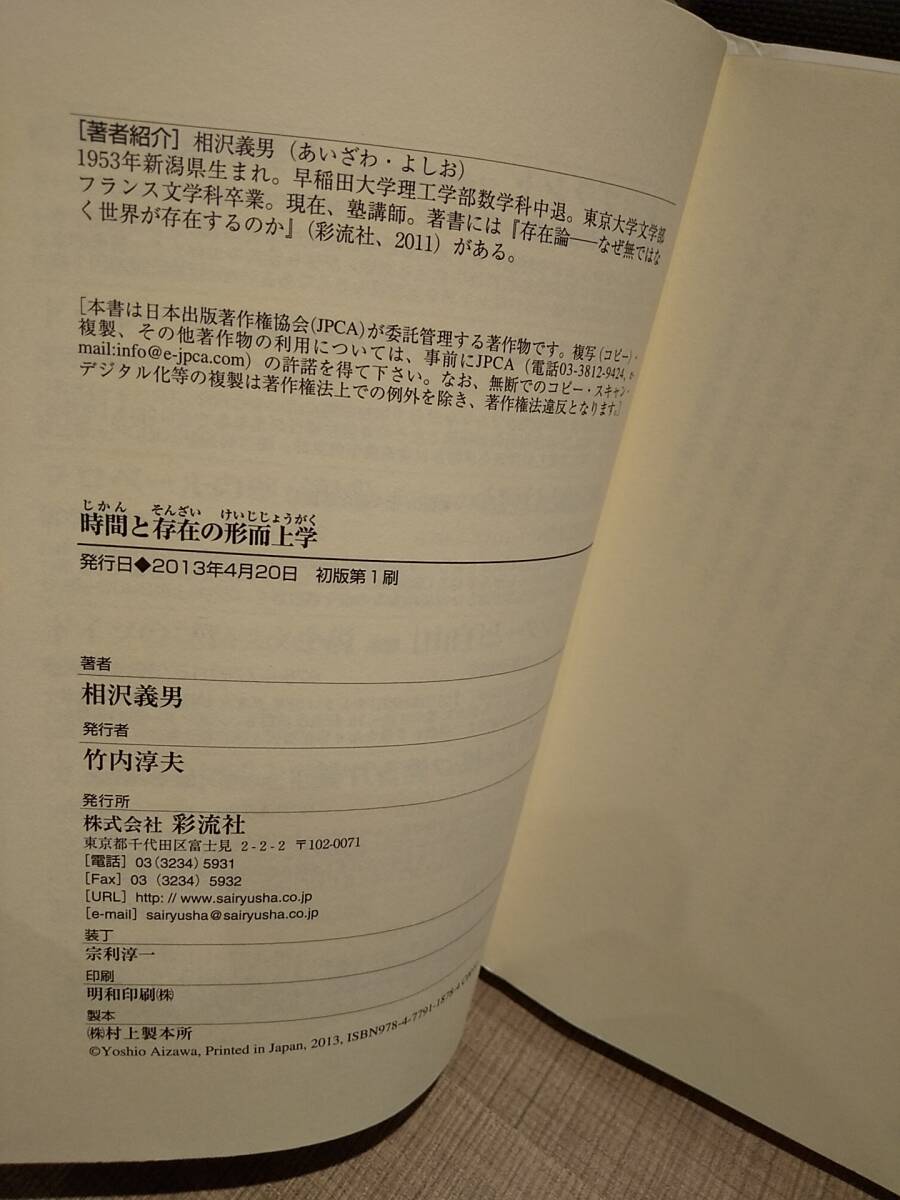 [著者紹介] 相沢義男（あいざわ・よしお）
1953年新潟県生まれ。早稲田大学理工学部数学科中退。東京大学文学部
フランス文学科卒業。現在、塾講師。著書には『存在論――なぜ無ではな
く世界が存在するのか』（彩流社、2011）がある。
[本書は日本出版著作権協会(JPCA)が委託管理する著作物です。複写（コピー）・
複製、その他著作物の利用については、事前にJPCA（電話03-3812-9424,
mail:info@e-jpca.com）の許諾を得て下さい。なお、無断でのコピー・スキャン・
デジタル化等の複製は著作権法上での例外を除き、著作権法違反となります。]
じかん そんざい けいじじょうがく
時間と存在の形而上学
発行日◆2013年4月20日 初版第1刷
著者
相沢義男
発行者
竹内淳夫
発行所
株式会社 彩流社
東京都千代田区富士見 2-2-2 〒102-0071
[電話] 03(3234)5931
[Fax] 03 (3234) 5932
[URL] http: // www.sairyusha.co.jp
[e-mail] sairyusha@sairyusha.co.jp
装丁
宗利淳一
印刷
明和印刷㈱
製本
㈱村上製本所
©Yoshio Aizawa, Printed in Japan, 2013, ISBN978-4-7791-1878-4